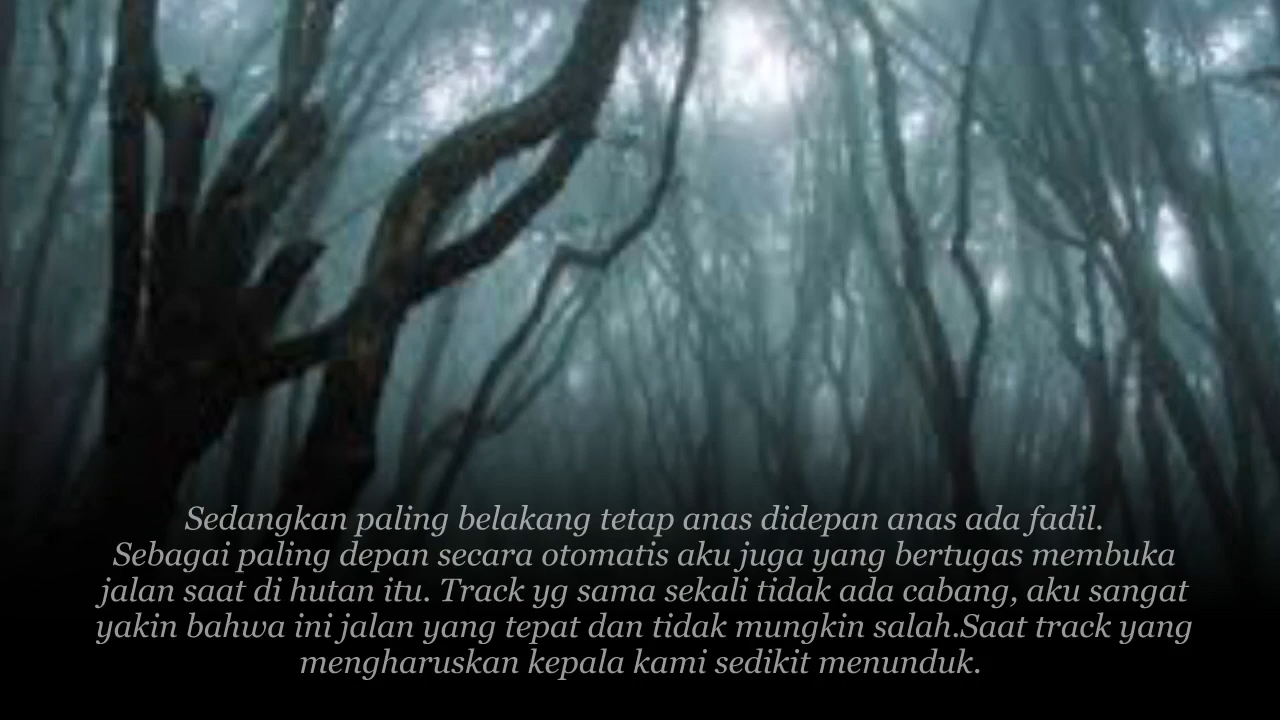 Sedangkan paling belakang tetap anas didepan anas ada fadil.
Sebagai paling depan secara otomatis aku juga yang bertugas membuka
jalan saat di hutan itu. Track yg sama sekali tidak ada cabang, aku sangat
yakin bahwa ini jalan yang tepat dan tidak mungkin salah.Saat track yang
mengharuskan kepala kami sedikit menunduk.